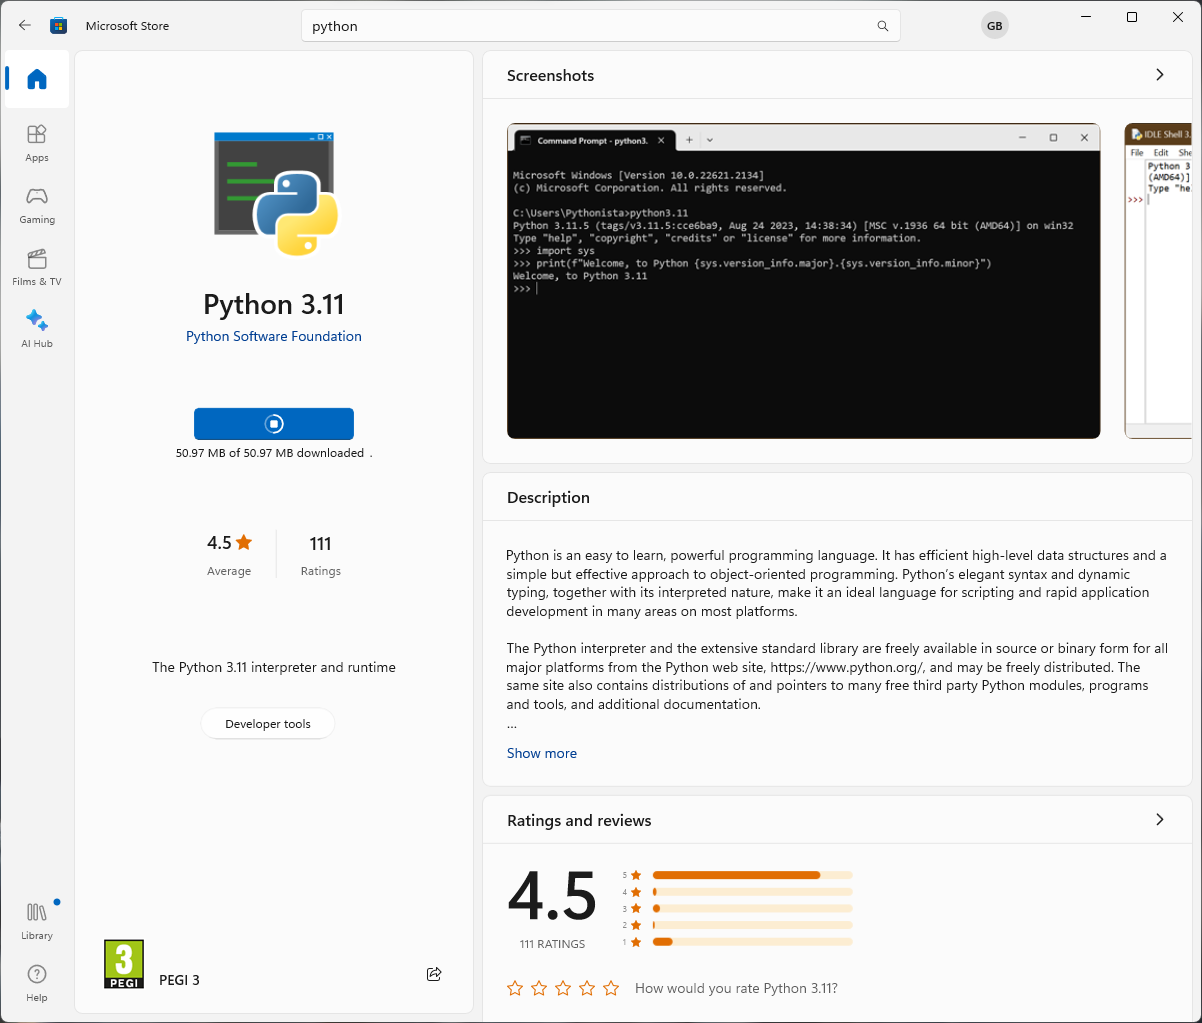 Microsoft Store
python
GB
Apps
Gaming
Films & TV
AI Hub
Library
Help
Python 3.11
Python Software Foundation
50.97 MB of 50.97 MB downloaded .
4.5
Average
111
Ratings
The Python 3.11 interpreter and runtime
Developer tools
3
PEGI
PEGI 3
Screenshots
Command Prompt - python3.
Microsoft Windows [Version 10.0.22621.2134]
(c) Microsoft Corporation. All rights reserved.
C:\Users\Pythonista>python3.11
Python 3.11.5 (tags/v3.11.5:cce6ba9, Aug 24 2023, 14:38:34) [MSC v.1936 64 bit (AMD64)] on win32
Type "help", "copyright", "credits" or "license" for more information.
>>> import sys
>>> print(f"Welcome, to Python {sys.version_info.major}.{sys.version_info.minor}")
Welcome, to Python 3.11
>>>
IDLE Shell 3.
File Edit She
Python 3
(AMD64)]
Type "he
>>>
Description
Python is an easy to learn, powerful programming language. It has efficient high-level data structures and a
simple but effective approach to object-oriented programming. Python's elegant syntax and dynamic
typing, together with its interpreted nature, make it an ideal language for scripting and rapid application
development in many areas on most platforms.
The Python interpreter and the extensive standard library are freely available in source or binary form for all
major platforms from the Python web site, https://www.python.org/, and may be freely distributed. The
same site also contains distributions of and pointers to many free third party Python modules, programs
and tools, and additional documentation.
...
Show more
Ratings and reviews
4.5
111 RATINGS
5
4
3
2
1
How would you rate Python 3.11?